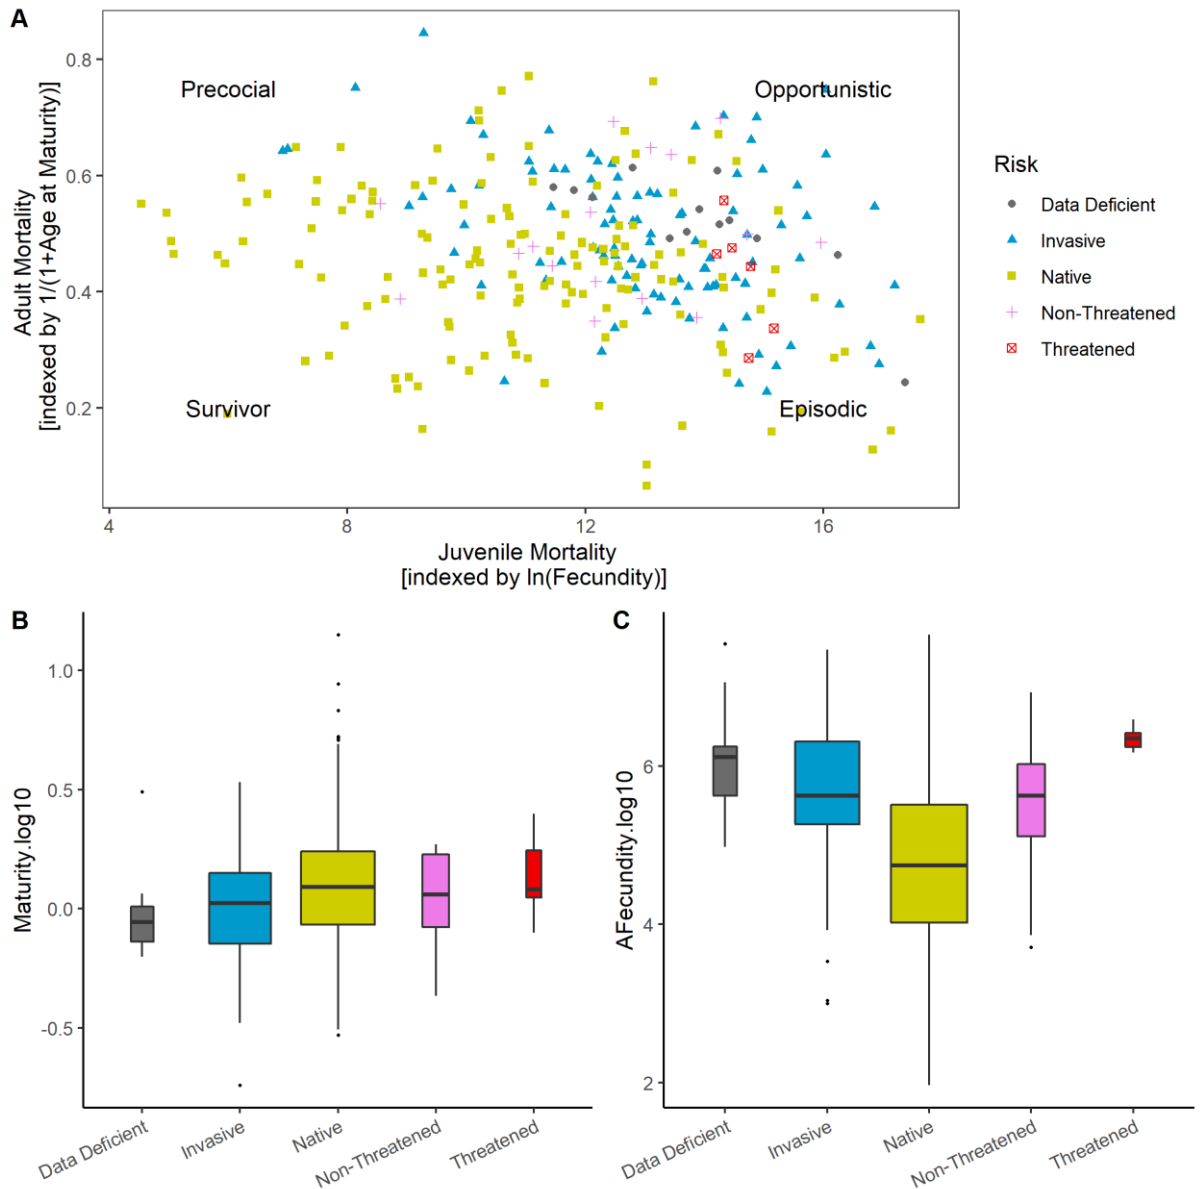 A
Adult Mortality
[indexed by 1/(1+Age at Maturity)]
0.8
0.6
0.4
0.2
Precocial
Opportunistic
Survivor
Episodic
4
8
12
16
Juvenile Mortality
[indexed by ln(Fecundity)]
Risk
Data Deficient
Invasive
Native
Non-Threatened
Threatened
B
Maturity.log10
1.0
0.5
0.0
-0.5
Data Deficient
Invasive
Native
Non-Threatened
Threatened
C
AFecundity.log10
6
4
2
Data Deficient
Invasive
Native
Non-Threatened
Threatened